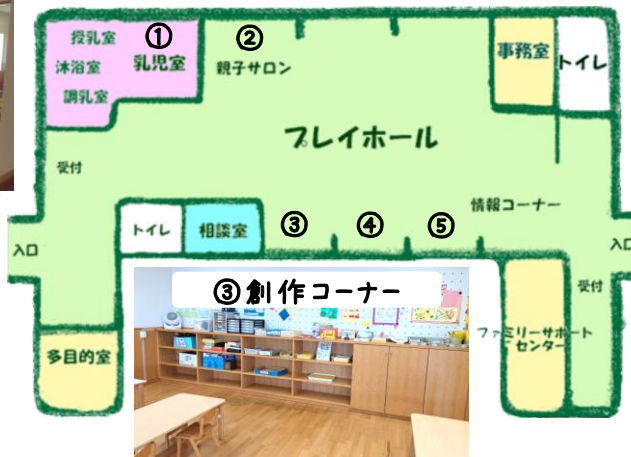 授乳室
①
沐浴室
乳児室
調乳室
②
親子サロン
事務室
トイレ
プレイホール
受付
情報コーナー
トイレ
相談室
③
④
⑤
入口
入口
受付
③創作コーナー
ファミリーサポート
センター
多目的室